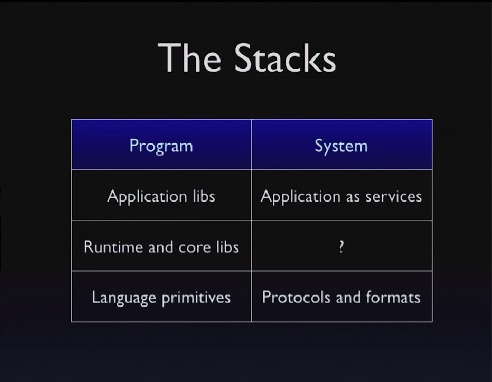 The Stacks
Program System
Application libs Application as services
Runtime and core libs ?
Language primitives Protocols and formats